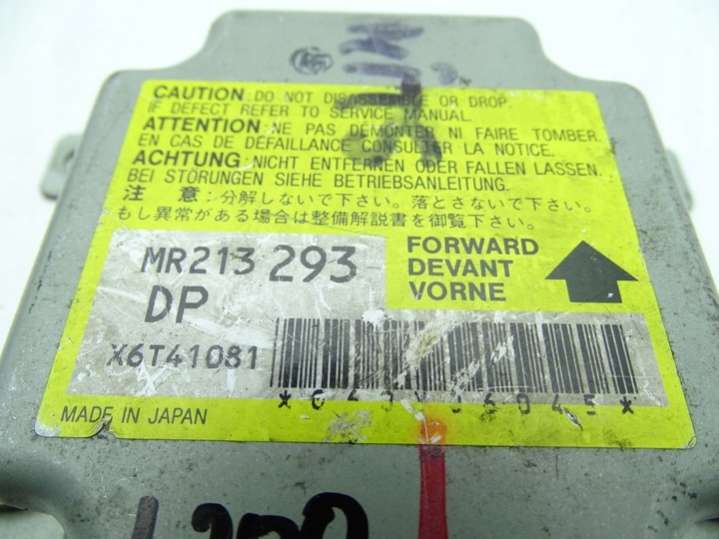 CAUTION: DO NOT DISASSEMBLE OR DROP.
IF DEFECT REFER TO SERVICE MANUAL.
ATTENTION: NE PAS DÉMONTER NI FAIRE TOMBER.
EN CAS DE DÉFAILLANCE CONSULTER LA NOTICE.
ACHTUNG: NICHT ENTFERNEN ODER FALLEN LASSEN.
BEI STÖRUNGEN SIEHE BETRIEBSANLEITUNG.
注 意:分解しないで下さい。落とさないで下さい。
もし異常がある場合は整備解説書を御覧下さい。
MR213 293
DP
X6T41081
FORWARD
DEVANT
VORNE
MADE IN JAPAN